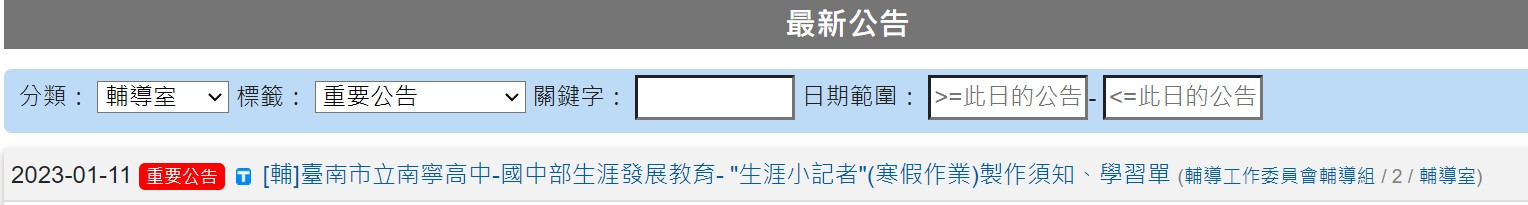 最新公告
分類： 輔導室 標籤： 重要公告 關鍵字： 日期範圍： >=此日的公告 - <=此日的公告
2023-01-11 重要公告 T [輔]臺南市立南寧高中-國中部生涯發展教育- "生涯小記者"(寒假作業)製作須知、學習單 (輔導工作委員會輔導組 / 2 / 輔導室)